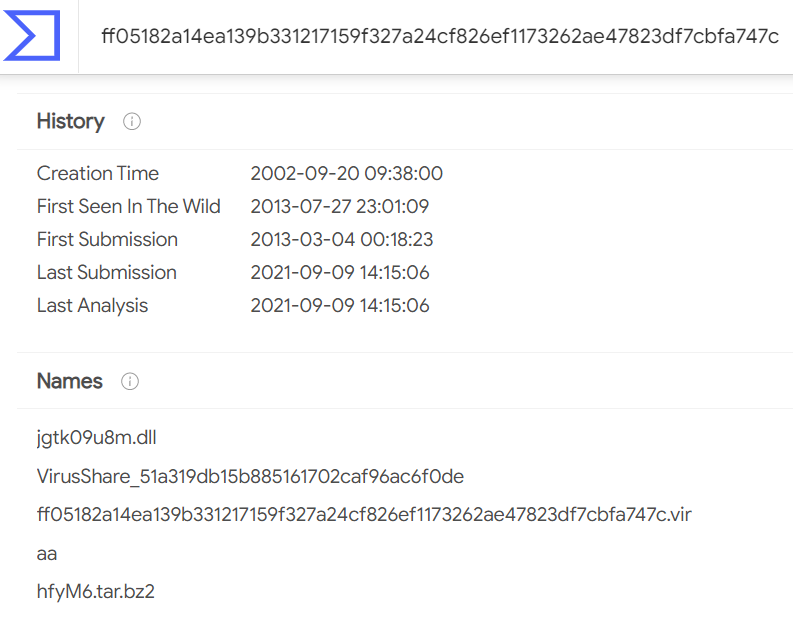 ff05182a14ea139b331217159f327a24cf826ef1173262ae47823df7cbfa747c
History
Creation Time 2002-09-20 09:38:00
First Seen In The Wild 2013-07-27 23:01:09
First Submission 2013-03-04 00:18:23
Last Submission 2021-09-09 14:15:06
Last Analysis 2021-09-09 14:15:06
Names
jgtk09u8m.dll
VirusShare_51a319db15b885161702caf96ac6f0de
ff05182a14ea139b331217159f327a24cf826ef1173262ae47823df7cbfa747c.vir
aa
hfyM6.tar.bz2